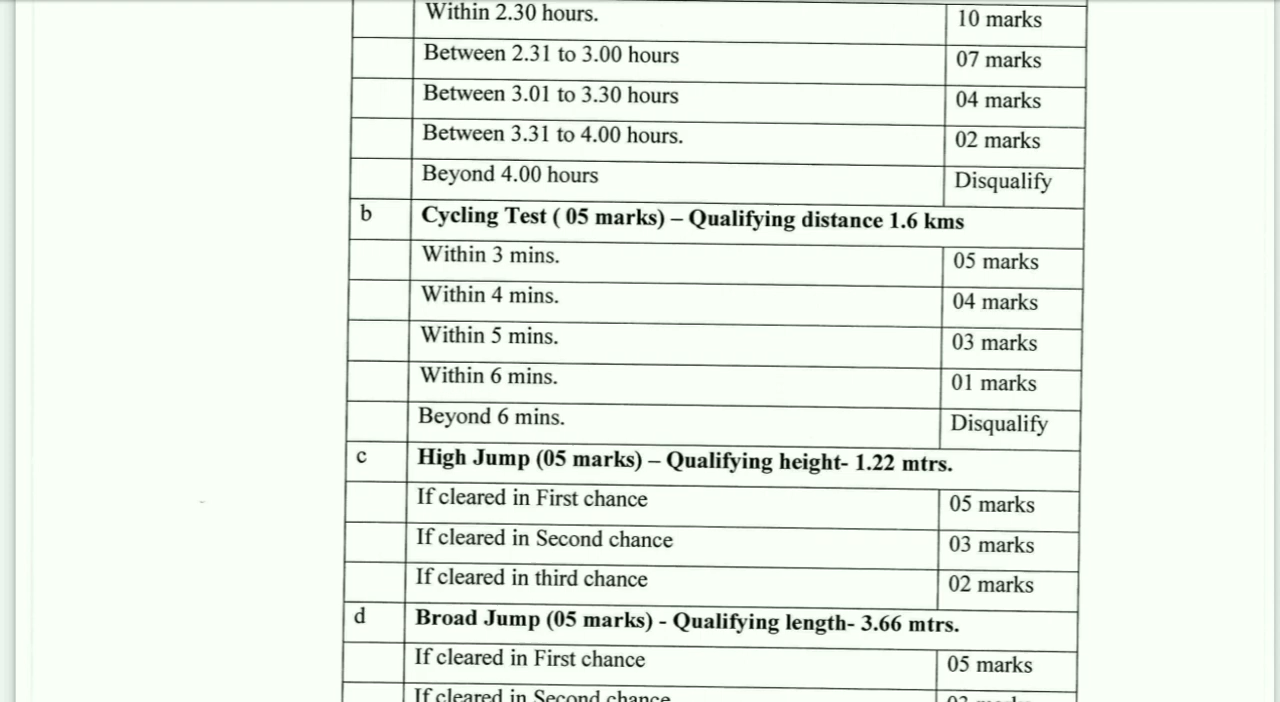 Within 2.30 hours. 10 marks
Between 2.31 to 3.00 hours 07 marks
Between 3.01 to 3.30 hours 04 marks
Between 3.31 to 4.00 hours. 02 marks
Beyond 4.00 hours Disqualify
b Cycling Test ( 05 marks) – Qualifying distance 1.6 kms
Within 3 mins. 05 marks
Within 4 mins. 04 marks
Within 5 mins. 03 marks
Within 6 mins. 01 marks
Beyond 6 mins. Disqualify
c High Jump (05 marks) – Qualifying height- 1.22 mtrs.
If cleared in First chance 05 marks
If cleared in Second chance 03 marks
If cleared in third chance 02 marks
d Broad Jump (05 marks) - Qualifying length- 3.66 mtrs.
If cleared in First chance 05 marks
If cleared in Second chance marks